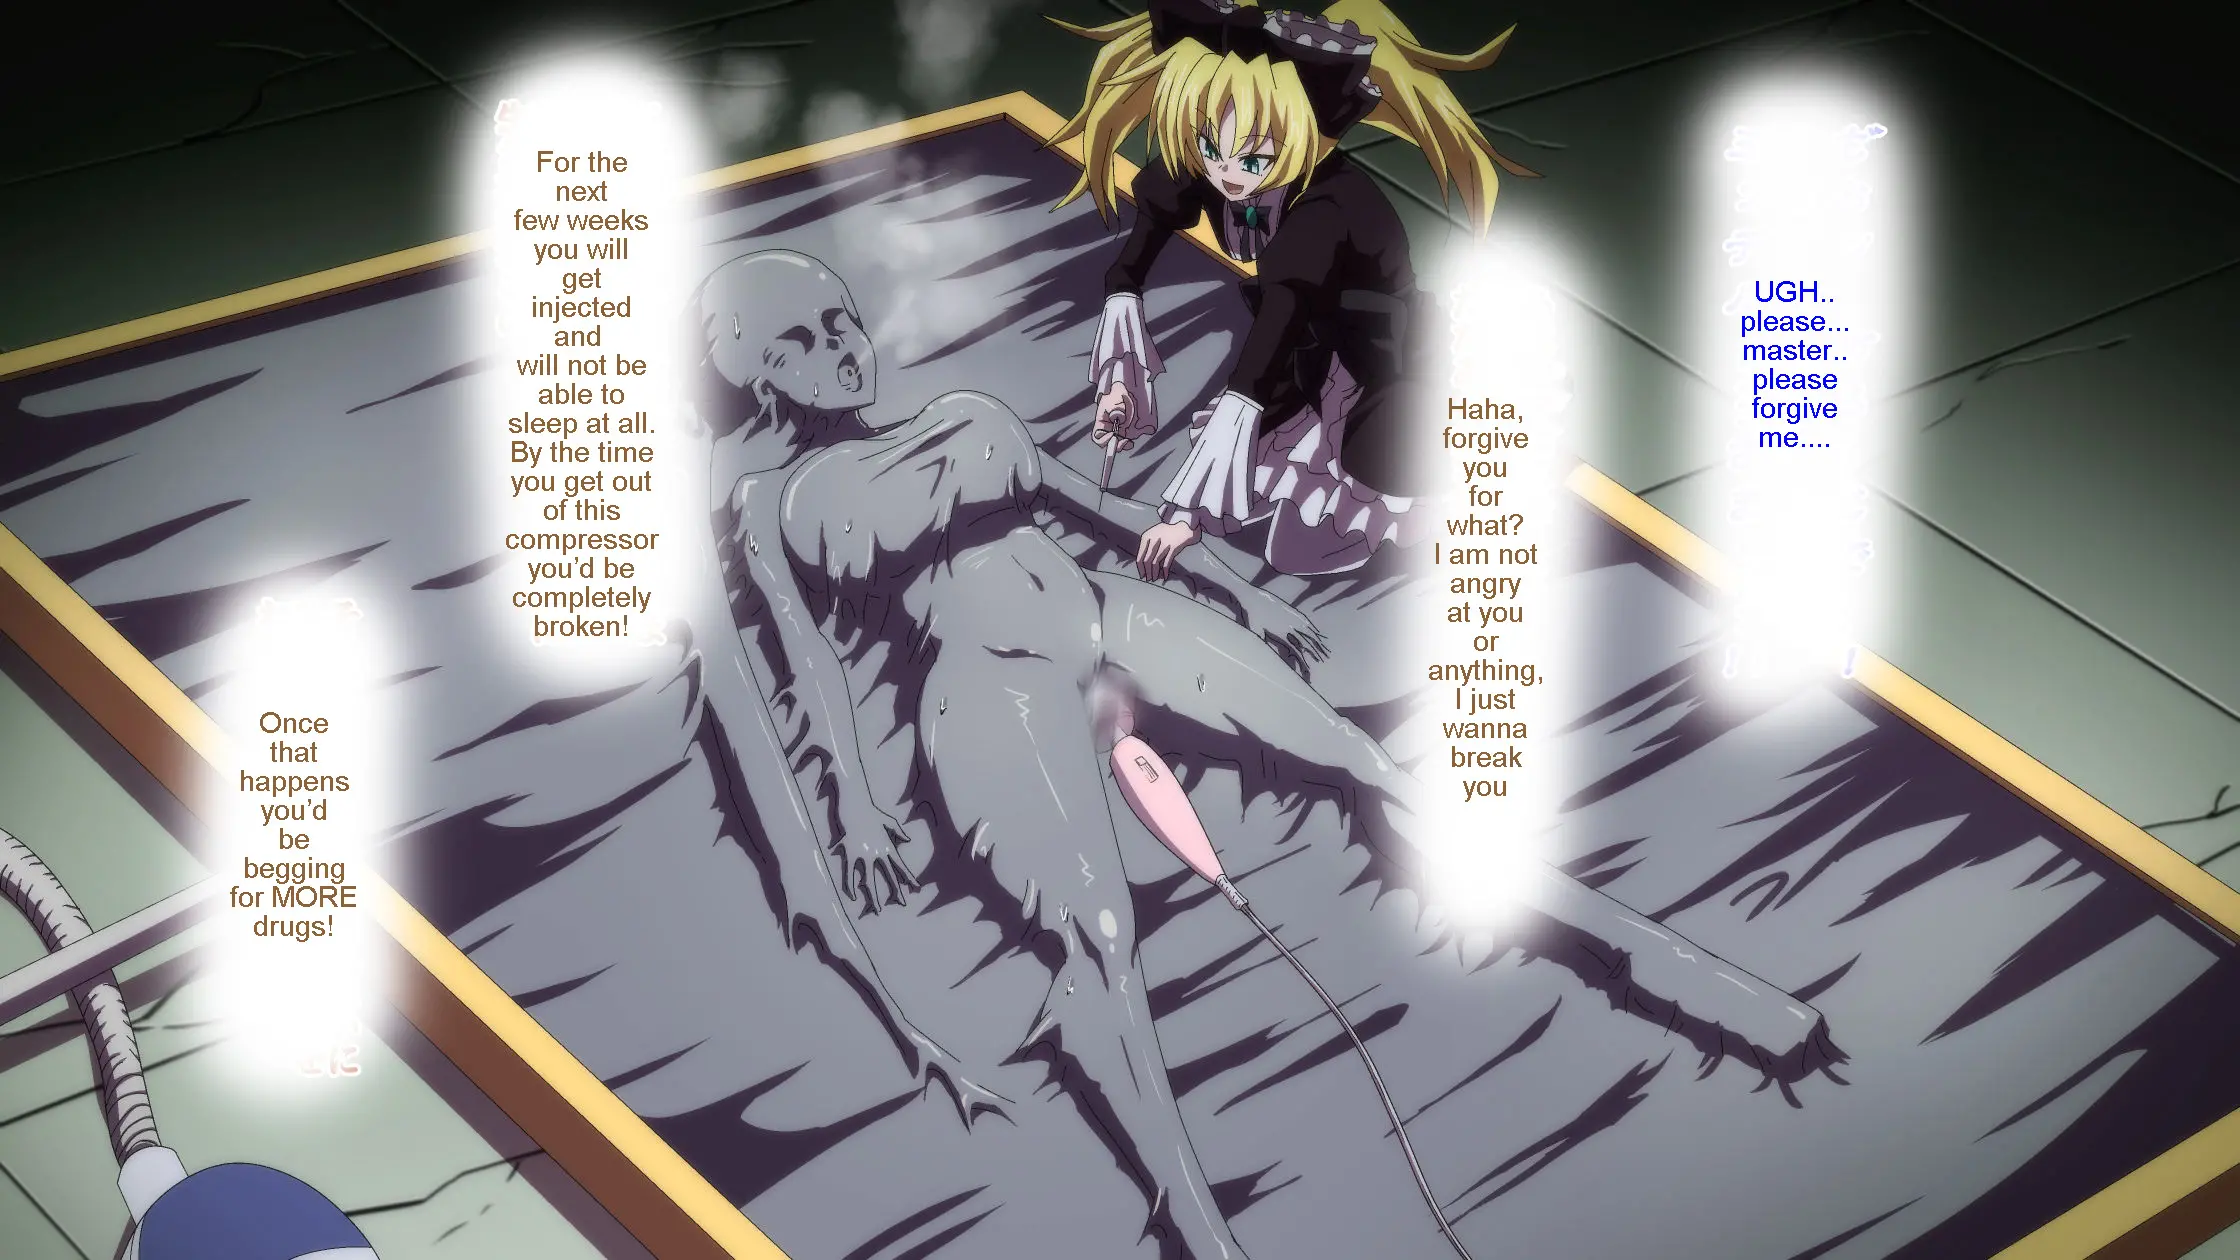 UGH..
please...
master..
please
forgive
me....
Haha,
forgive
you
for
what?
I am not
angry
at you
or
anything,
I just
wanna
break
you
For the
next
few weeks
you will
get
injected
and
will not be
able to
sleep at all.
By the time
you get out
of this
compressor
you’d be
completely
broken!
Once
that
happens
you’d
be
begging
for MORE
drugs!